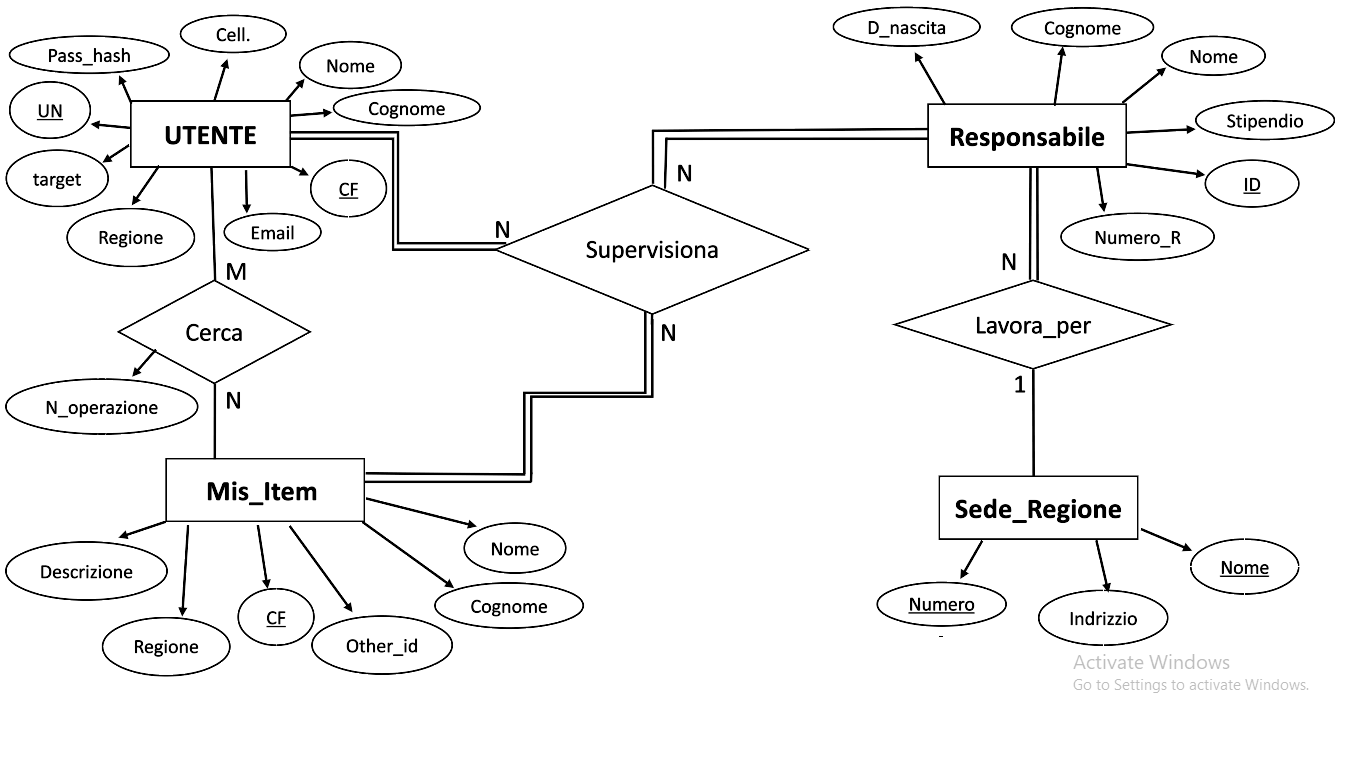 Pass_hash
Cell.
Nome
Cognome
UN
UTENTE
target
CF
Regione
Email
M
Cerca
N
N_operazione
N
N
Supervisiona
N
D_nascita
Cognome
Nome
Stipendio
Responsabile
ID
Numero_R
N
Lavora_per
1
Mis_Item
Descrizione
Regione
CF
Other_id
Cognome
Nome
Sede_Regione
Numero
Indrizzio
Nome
Activate Windows
Go to Settings to activate Windows.